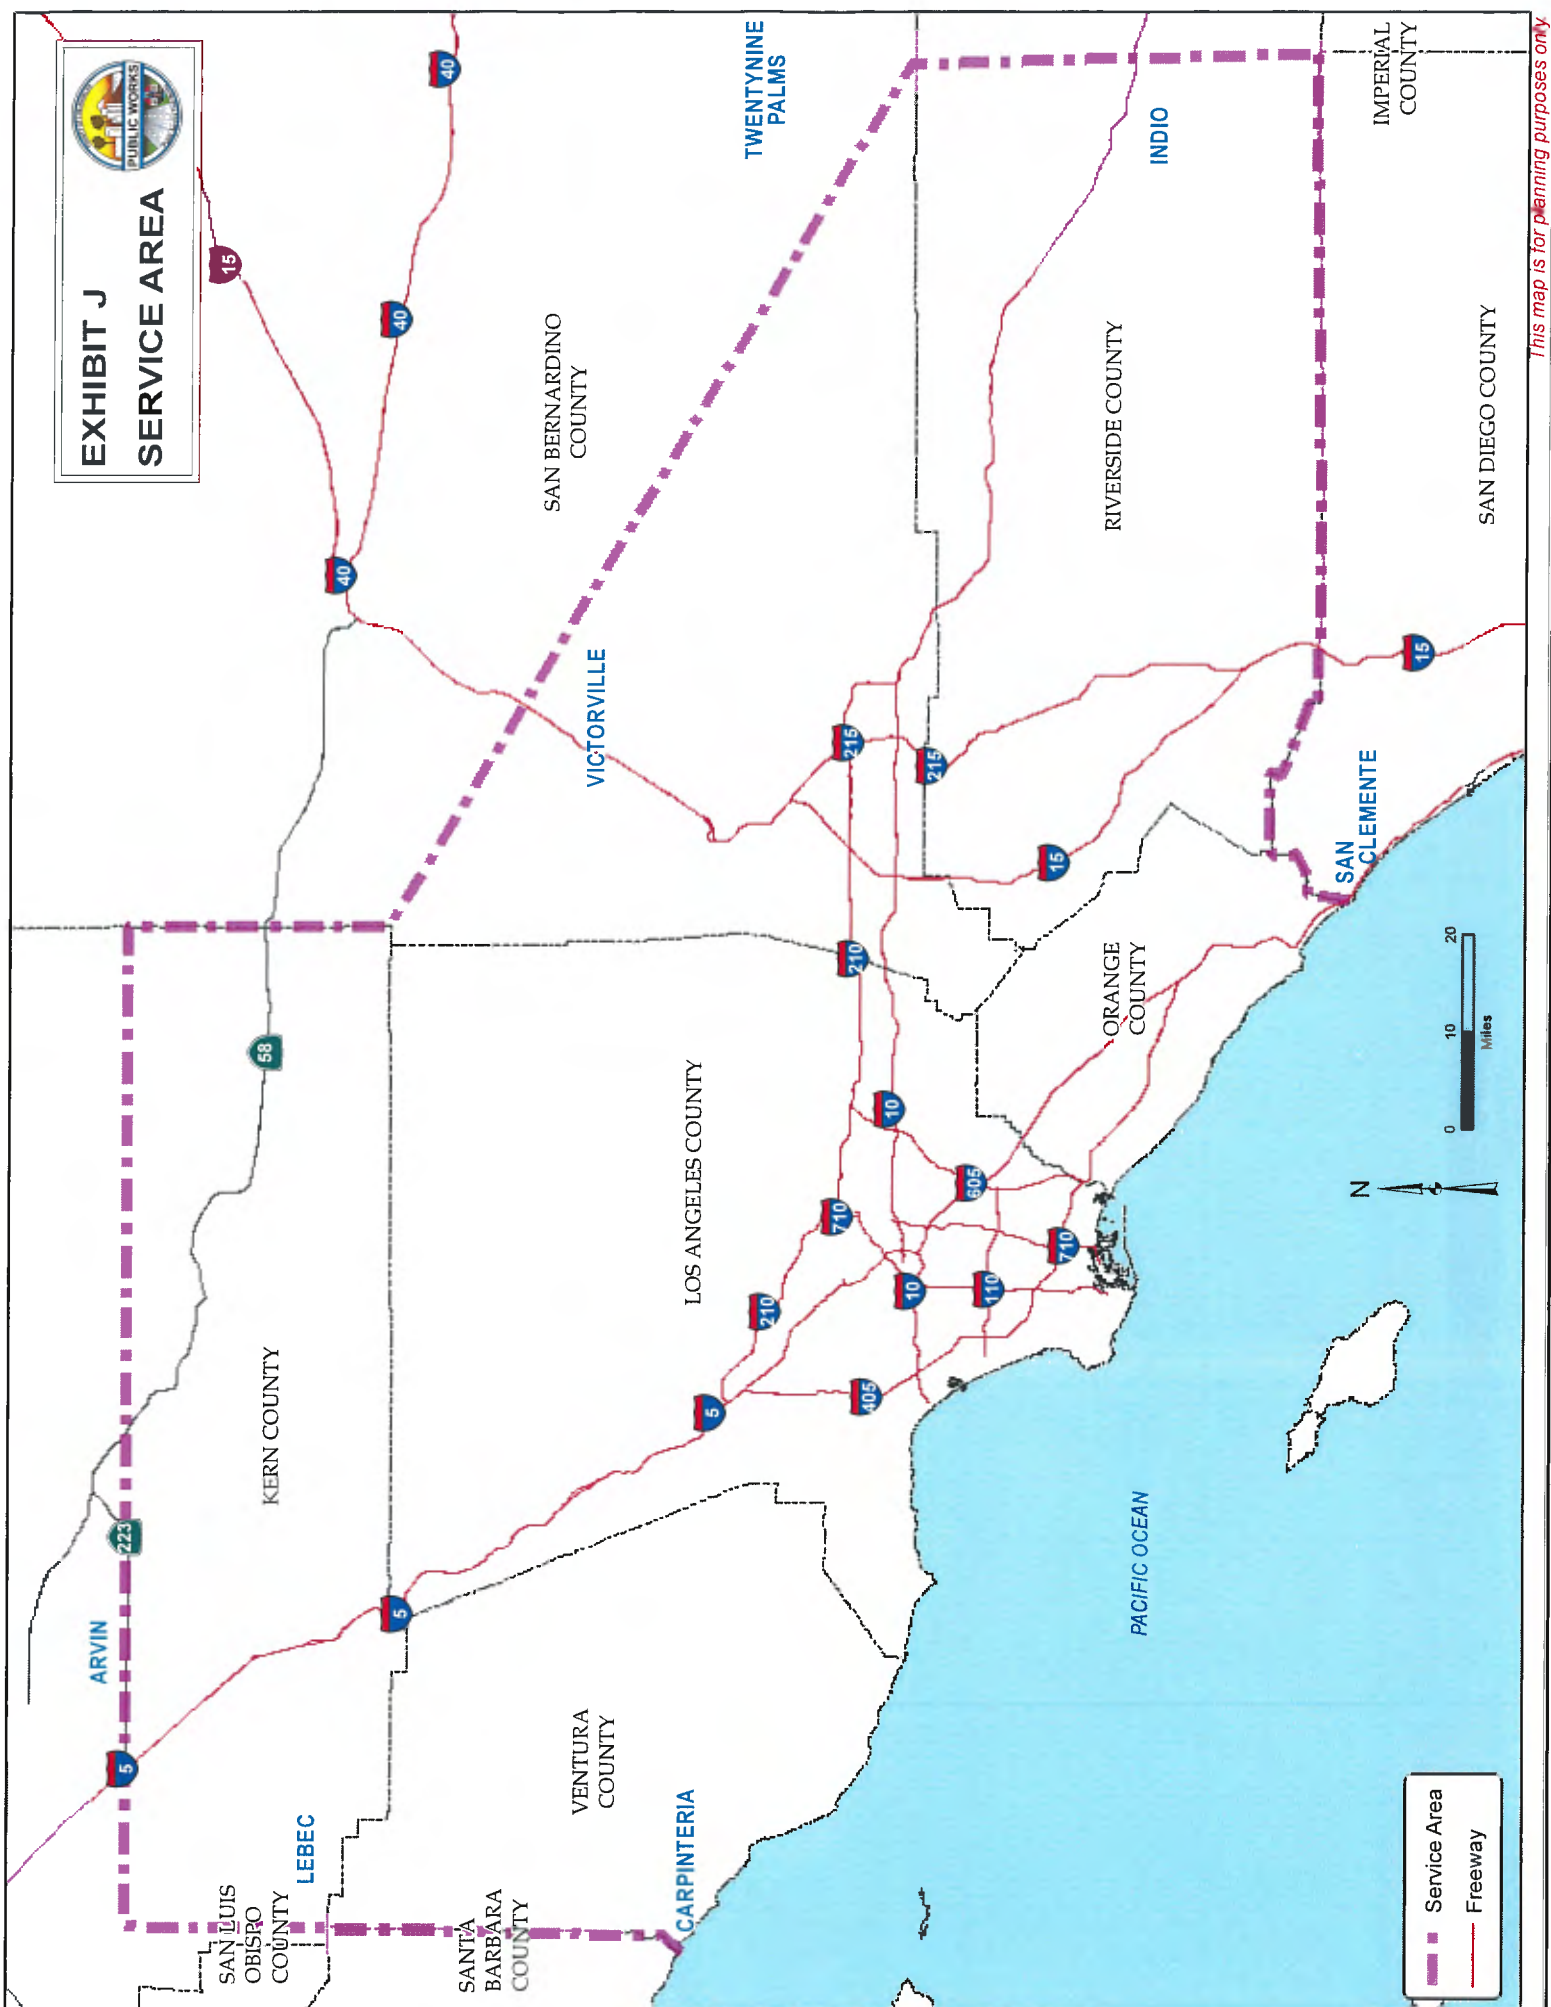 EXHIBIT J
SERVICE AREA
PUBLIC WORKS
ARVIN
223
5
58
15
40
40
40
KERN COUNTY
LEBEC
SAN LUIS
OBISPO
COUNTY
SANTA
BARBARA
COUNTY
5
VENTURA
COUNTY
CARPINTERIA
LOS ANGELES COUNTY
5
210
710
405
10
110
710
605
10
210
SAN BERNARDINO
COUNTY
VICTORVILLE
TWENTYNINE
PALMS
215
215
15
RIVERSIDE COUNTY
INDIO
ORANGE
COUNTY
SAN
CLEMENTE
15
SAN DIEGO COUNTY
IMPERIAL
COUNTY
PACIFIC OCEAN
N
0
10
20
Miles
Service Area
Freeway
This map is for planning purposes only.